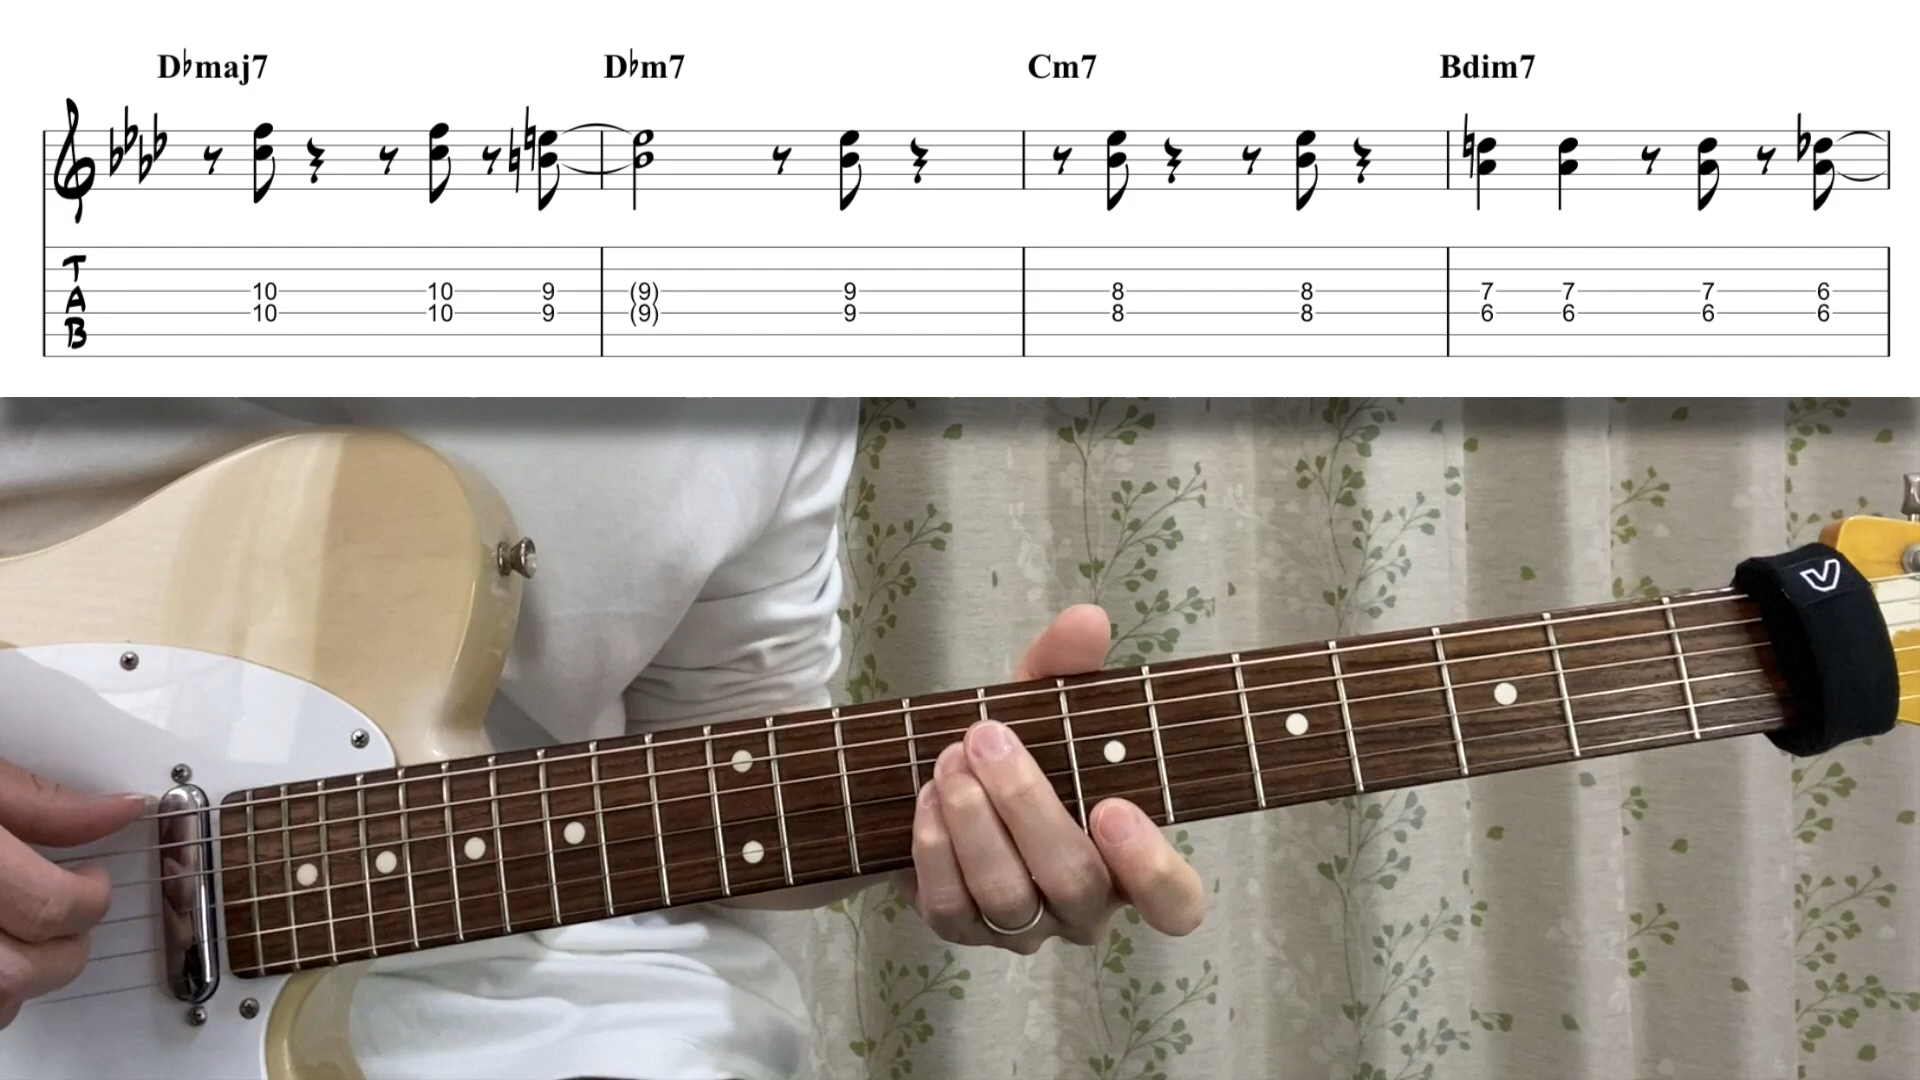 D♭maj7 D♭m7 Cm7 Bdim7
T 10 10 9 (9) 9 8 8 7 7 7 6
A 10 10 9 (9) 9 8 8 6 6 6 6
B